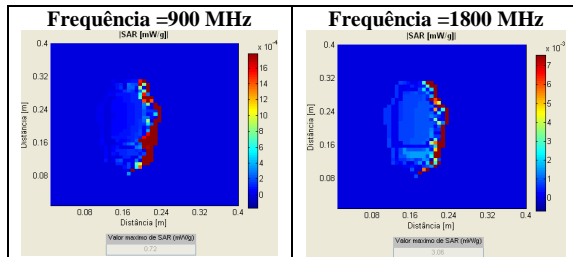 Frequência =900 MHz
|SAR [mW/g]|
x 10⁻⁴
0.4
0.32
0.24
0.16
0.08
Distância [m]
0.08 0.16 0.24 0.32 0.4
Distância [m]
16
14
12
10
8
6
4
2
0
Valor maximo de SAR (mW/g)
0.72
Frequência =1800 MHz
|SAR [mW/g]|
x 10⁻³
0.4
0.32
0.24
0.16
0.08
Distância [m]
0.08 0.16 0.24 0.32 0.4
Distância [m]
7
6
5
4
3
2
1
0
Valor maximo de SAR (mW/g)
3.06